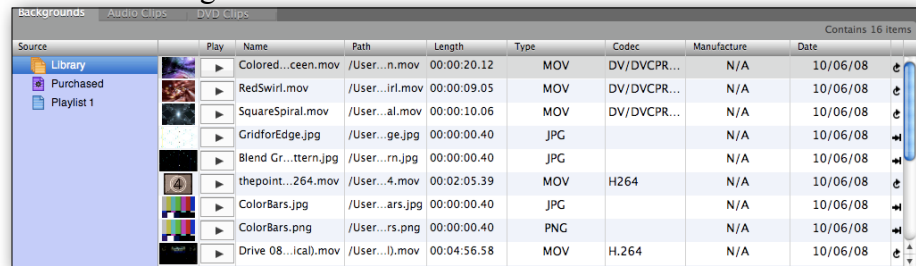 Backgrounds Audio Clips DVD Clips
Contains 16 items
Source Play Name Path Length Type Codec Manufacture Date
Library
Purchased
Playlist 1
Colored...ceen.mov /User...n.mov 00:00:20.12 MOV DV/DVCPR... N/A 10/06/08
RedSwirl.mov /User...irl.mov 00:00:09.05 MOV DV/DVCPR... N/A 10/06/08
SquareSpiral.mov /User...al.mov 00:00:10.06 MOV DV/DVCPR... N/A 10/06/08
GridforEdge.jpg /User...ge.jpg 00:00:00.40 JPG N/A 10/06/08
Blend Gr...ttern.jpg /User...rn.jpg 00:00:00.40 JPG N/A 10/06/08
4 thepoint...264.mov /User...4.mov 00:02:05.39 MOV H264 N/A 10/06/08
ColorBars.jpg /User...ars.jpg 00:00:00.40 JPG N/A 10/06/08
ColorBars.png /User...rs.png 00:00:00.40 PNG N/A 10/06/08
Drive 08...ical).mov /User...l).mov 00:04:56.58 MOV H.264 N/A 10/06/08